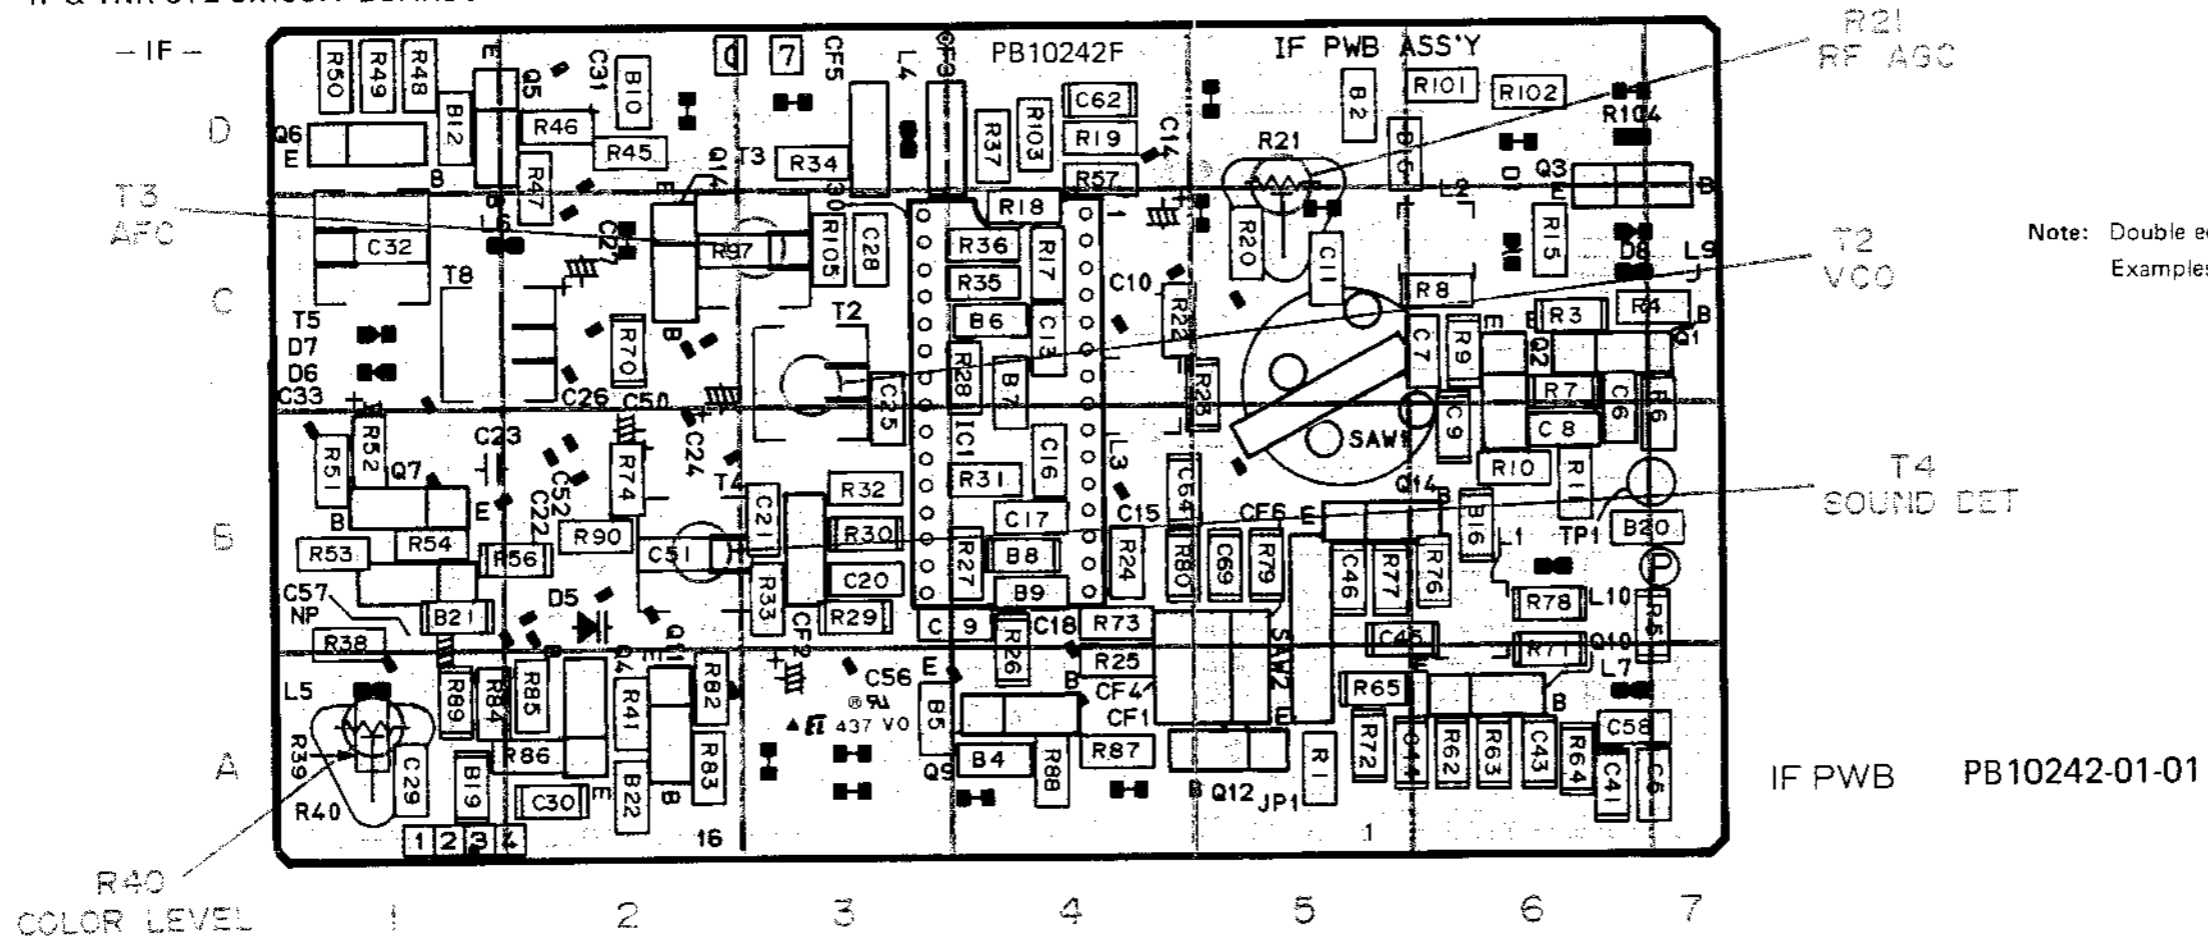 – IF –
PB10242F
IF PWB ASS'Y
R21
RF AGC
R50
R49
R48
E
Q5
C31
B10
0
7
CF5
L4
CF3
C62
B2
R101
R102
R104
D
Q6
E
B12
R46
R45
Q14
T3
R34
R37
R103
R19
R57
C14
R21
B15
Q3
E
B
T3
AFC
B
R47
L6
C27
E
R97
R105
C28
30
R18
R36
R17
1
R20
C11
L2
R15
D8
L9
Note: Double e
Examples
T2
VCO
C
C32
T8
T5
D7
D6
C33
R70
B
C26
C50
T2
C25
R35
B6
C13
R28
B7
C10
R22
R23
R8
C7
R9
E
Q2
R3
R4
B
Q1
R7
C6
R6
C9
C8
SAW1
R51
R52
C23
Q7
B
E
C52
C22
R74
C24
T4
C21
R32
IC1
R31
C16
L3
C64
R10
R11
Q14
B
T4
SOUND DET
B
R53
R54
R56
R90
C51
R30
C17
C15
CF6
E
B16
L1
TP1
B20
P
C57
NP
B21
D5
R33
C20
R27
B8
R24
R80
C69
R79
C46
R77
R76
R78
L10
R5
R38
CF2
R29
C19
B9
R26
C18
R73
R25
SAW2
C45
R71
Q10
L7
L5
R89
R84
R85
B
Q4
R41
E
R82
C56
437 V0
E
B5
B
CF4
CF1
E
R65
B
C58
A
R39
R40
C29
B19
R86
C30
E
B22
B
R83
Q9
B4
R88
R87
B
Q12
JP1
R1
R72
C44
R62
R63
C43
R64
C41
IF PWB PB10242-01-01
1 2 3 4
16
1
R40
COLOR LEVEL
1 2 3 4 5 6 7